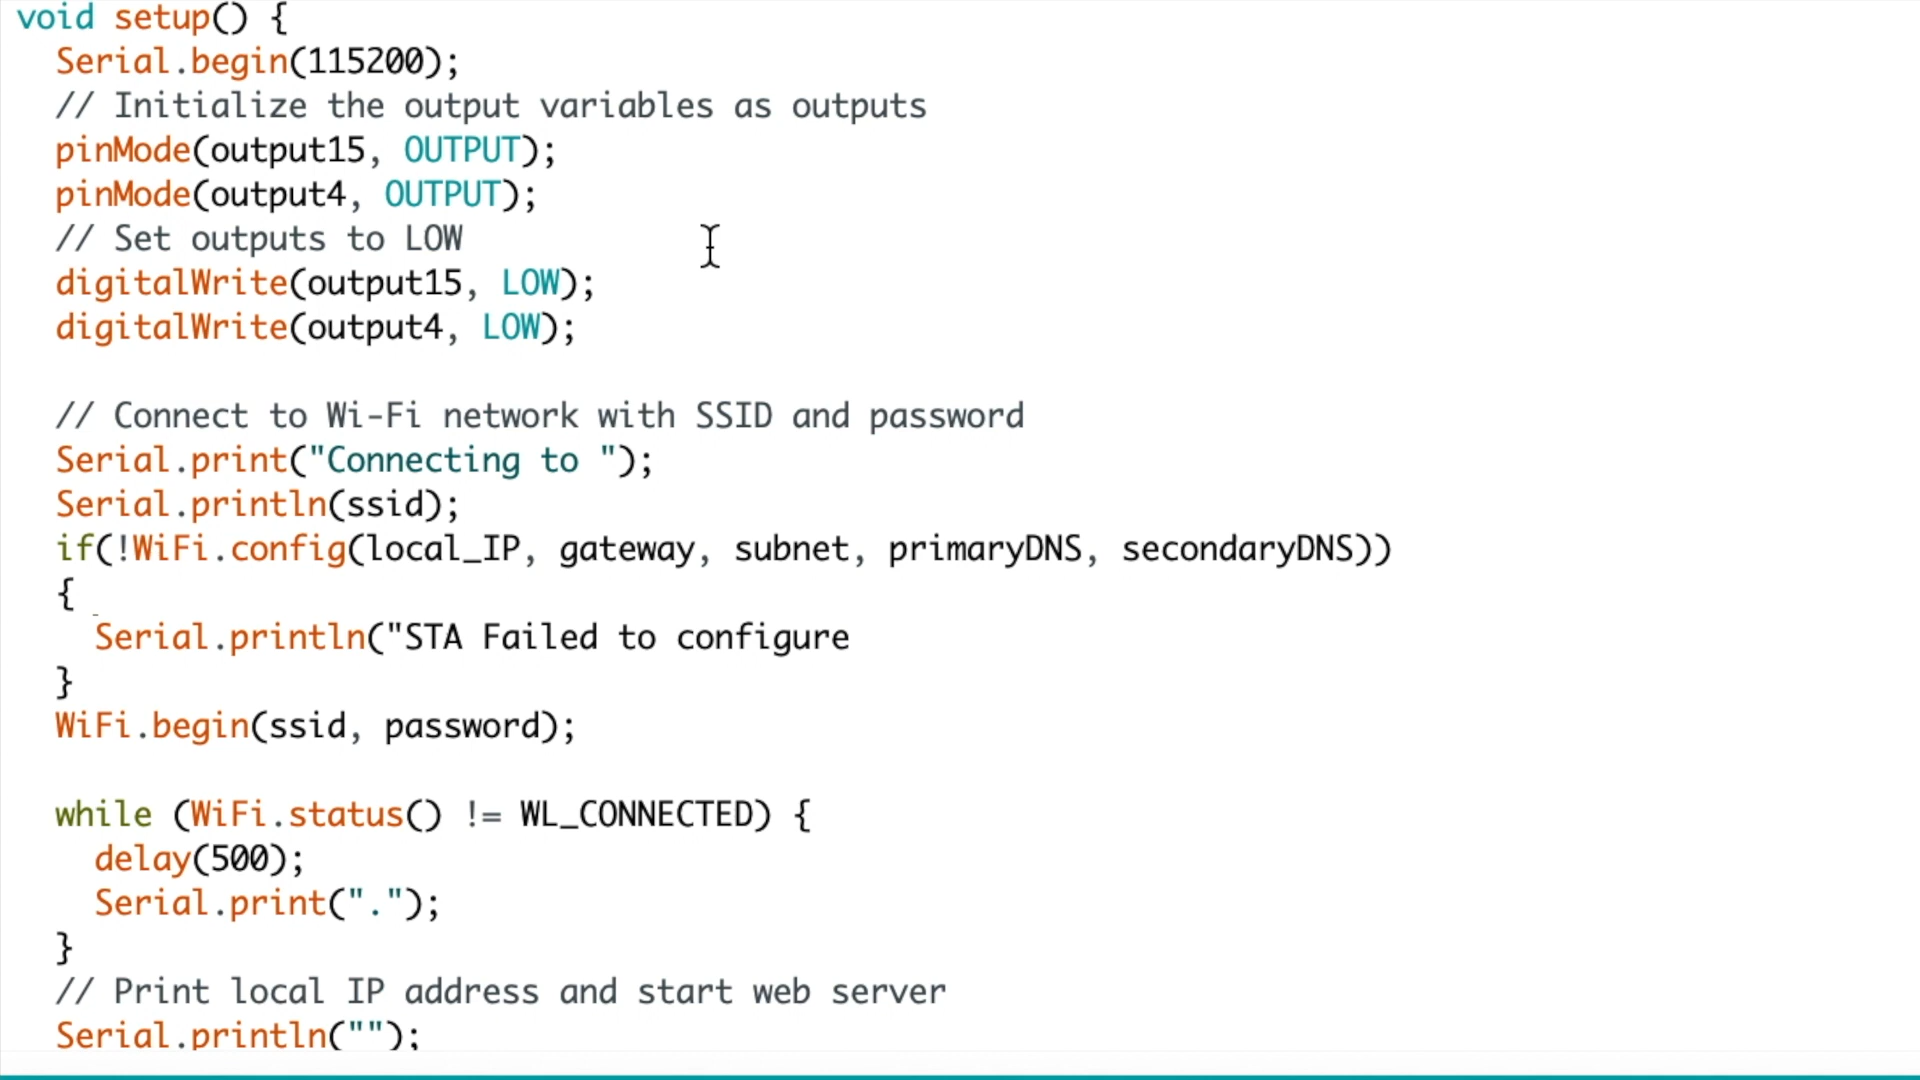 void setup() {
  Serial.begin(115200);
  // Initialize the output variables as outputs
  pinMode(output15, OUTPUT);
  pinMode(output4, OUTPUT);
  // Set outputs to LOW
  digitalWrite(output15, LOW);
  digitalWrite(output4, LOW);

  // Connect to Wi-Fi network with SSID and password
  Serial.print("Connecting to ");
  Serial.println(ssid);
  if(!WiFi.config(local_IP, gateway, subnet, primaryDNS, secondaryDNS))
  {
    Serial.println("STA Failed to configure
  }
  WiFi.begin(ssid, password);

  while (WiFi.status() != WL_CONNECTED) {
    delay(500);
    Serial.print(".");
  }
  // Print local IP address and start web server
  Serial.println("");